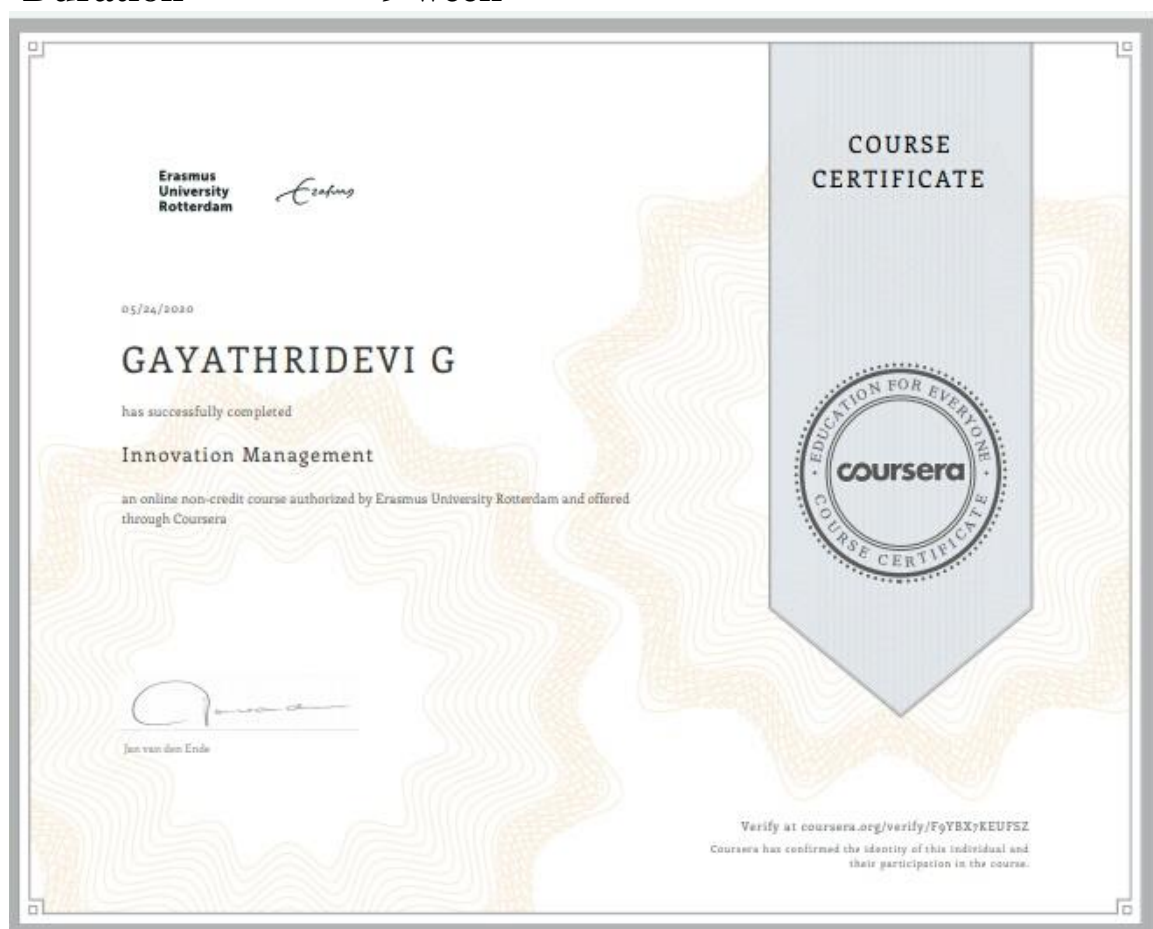 Erasmus
University
Rotterdam
Erasmus
COURSE
CERTIFICATE
05/24/2020
GAYATHRIDEVI G
has successfully completed
Innovation Management
an online non-credit course authorized by Erasmus University Rotterdam and offered
through Coursera
EDUCATION FOR EVERYONE
coursera
COURSE CERTIFICATE
Jan van den Ende
Verify at coursera.org/verify/F9YBX7KEUFSZ
Coursera has confirmed the identity of this individual and
their participation in the course.